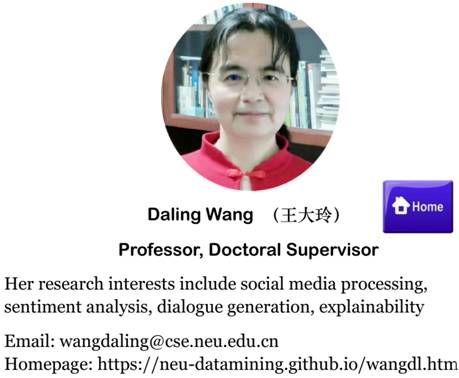 Daling Wang （王大玲）
Home
Professor, Doctoral Supervisor
Her research interests include social media processing,
sentiment analysis, dialogue generation, explainability
Email: wangdaling@cse.neu.edu.cn
Homepage: https://neu-datamining.github.io/wangdl.htm